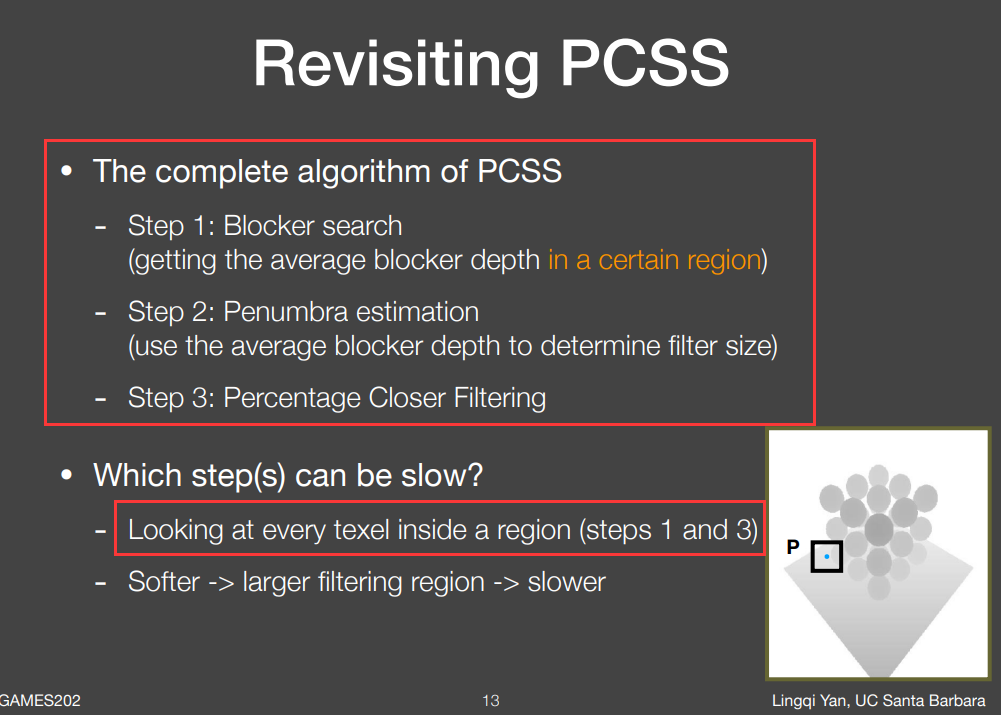 Revisiting PCSS
• The complete algorithm of PCSS
- Step 1: Blocker search
(getting the average blocker depth in a certain region)
- Step 2: Penumbra estimation
(use the average blocker depth to determine filter size)
- Step 3: Percentage Closer Filtering
• Which step(s) can be slow?
- Looking at every texel inside a region (steps 1 and 3)
- Softer -> larger filtering region -> slower
P
GAMES202
13
Lingqi Yan, UC Santa Barbara